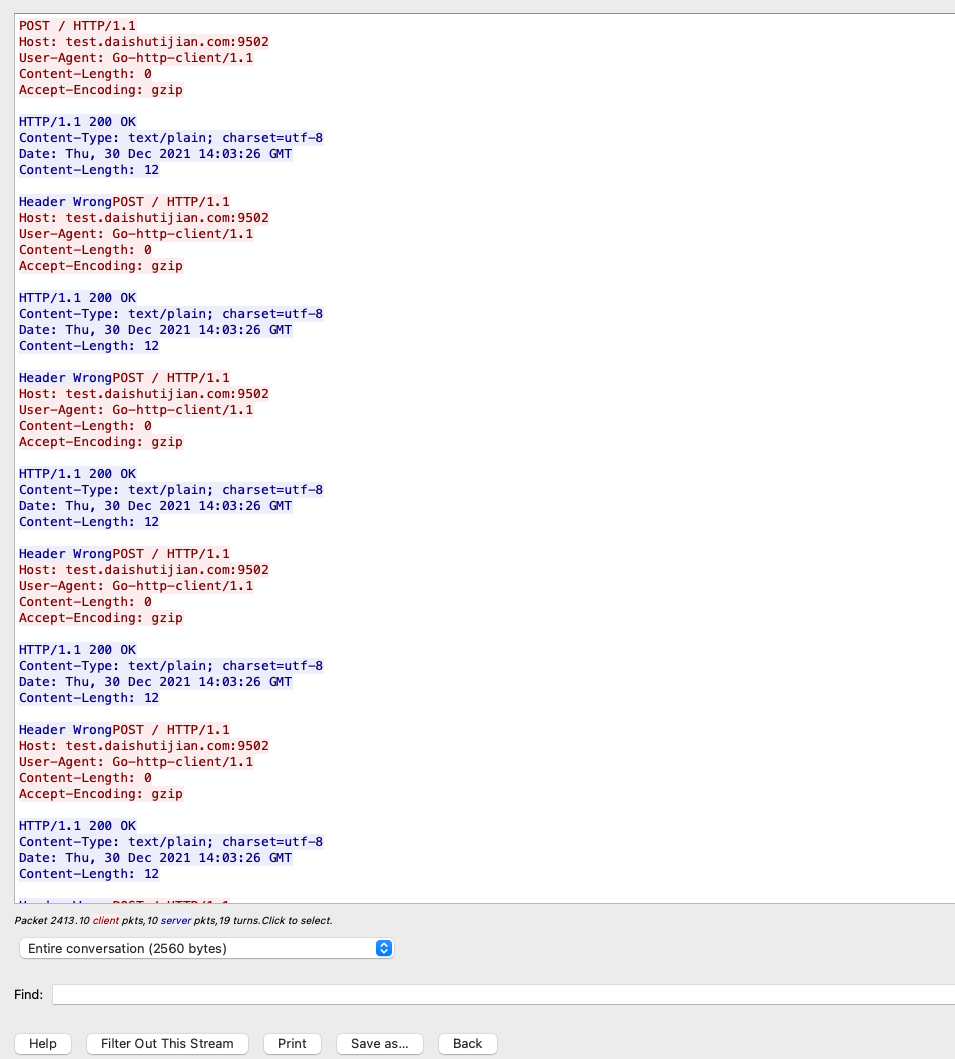 POST / HTTP/1.1
Host: test.daishutijian.com:9502
User-Agent: Go-http-client/1.1
Content-Length: 0
Accept-Encoding: gzip
HTTP/1.1 200 OK
Content-Type: text/plain; charset=utf-8
Date: Thu, 30 Dec 2021 14:03:26 GMT
Content-Length: 12
Header WrongPOST / HTTP/1.1
Host: test.daishutijian.com:9502
User-Agent: Go-http-client/1.1
Content-Length: 0
Accept-Encoding: gzip
HTTP/1.1 200 OK
Content-Type: text/plain; charset=utf-8
Date: Thu, 30 Dec 2021 14:03:26 GMT
Content-Length: 12
Header WrongPOST / HTTP/1.1
Host: test.daishutijian.com:9502
User-Agent: Go-http-client/1.1
Content-Length: 0
Accept-Encoding: gzip
HTTP/1.1 200 OK
Content-Type: text/plain; charset=utf-8
Date: Thu, 30 Dec 2021 14:03:26 GMT
Content-Length: 12
Header WrongPOST / HTTP/1.1
Host: test.daishutijian.com:9502
User-Agent: Go-http-client/1.1
Content-Length: 0
Accept-Encoding: gzip
HTTP/1.1 200 OK
Content-Type: text/plain; charset=utf-8
Date: Thu, 30 Dec 2021 14:03:26 GMT
Content-Length: 12
Header WrongPOST / HTTP/1.1
Host: test.daishutijian.com:9502
User-Agent: Go-http-client/1.1
Content-Length: 0
Accept-Encoding: gzip
HTTP/1.1 200 OK
Content-Type: text/plain; charset=utf-8
Date: Thu, 30 Dec 2021 14:03:26 GMT
Content-Length: 12
Packet 2413.10 client pkts,10 server pkts,19 turns.Click to select.
Entire conversation (2560 bytes)
Find:
Help Filter Out This Stream Print Save as… Back